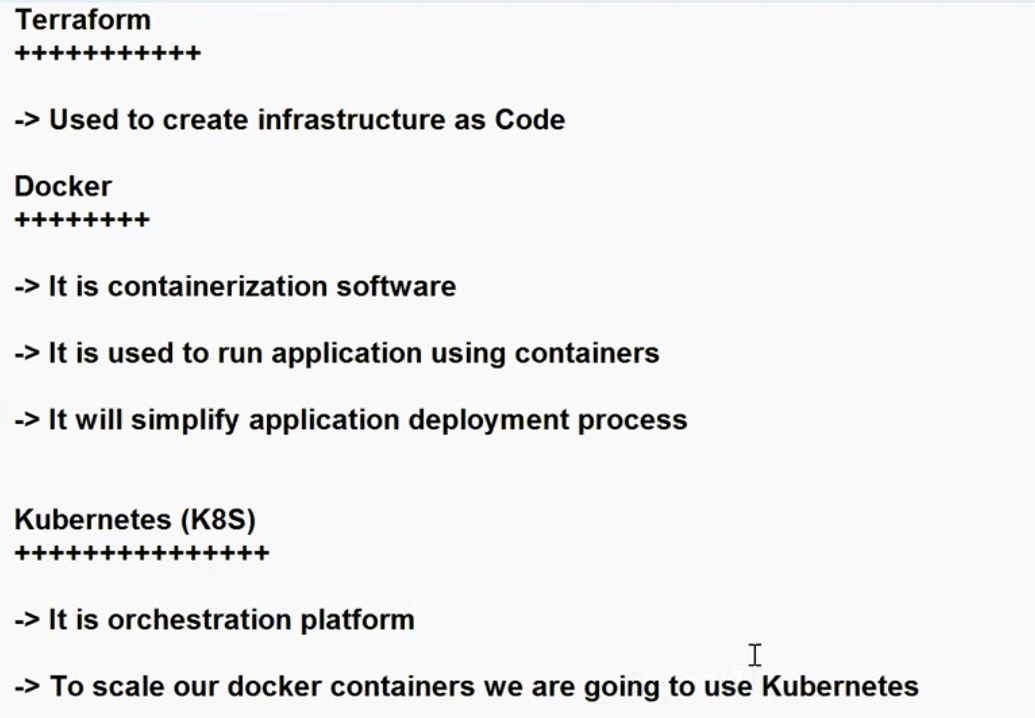 Terraform
+++++++++++
-> Used to create infrastructure as Code
Docker
++++++++
-> It is containerization software
-> It is used to run application using containers
-> It will simplify application deployment process
Kubernetes (K8S)
+++++++++++++++
-> It is orchestration platform
-> To scale our docker containers we are going to use Kubernetes